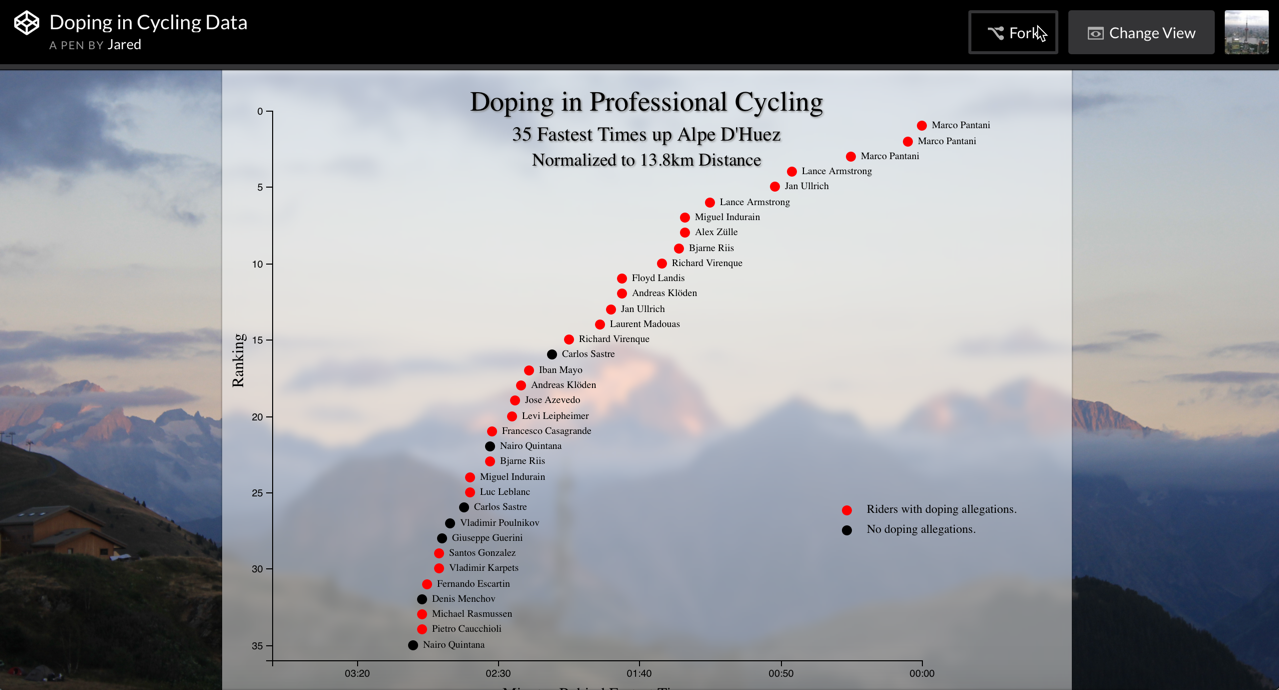 Doping in Cycling Data
A PEN BY Jared
Fork
Change View
Doping in Professional Cycling
35 Fastest Times up Alpe D'Huez
Normalized to 13.8km Distance
0
5
10
15
20
25
30
35
Ranking
Marco Pantani
Marco Pantani
Marco Pantani
Lance Armstrong
Jan Ullrich
Lance Armstrong
Miguel Indurain
Alex Zülle
Bjarne Riis
Richard Virenque
Floyd Landis
Andreas Klöden
Jan Ullrich
Laurent Madouas
Richard Virenque
Carlos Sastre
Iban Mayo
Andreas Klöden
Jose Azevedo
Levi Leipheimer
Francesco Casagrande
Nairo Quintana
Bjarne Riis
Miguel Indurain
Luc Leblanc
Carlos Sastre
Vladimir Poulnikov
Giuseppe Guerini
Santos Gonzalez
Vladimir Karpets
Fernando Escartin
Denis Menchov
Michael Rasmussen
Pietro Caucchioli
Nairo Quintana
Riders with doping allegations.
No doping allegations.
03:20
02:30
01:40
00:50
00:00